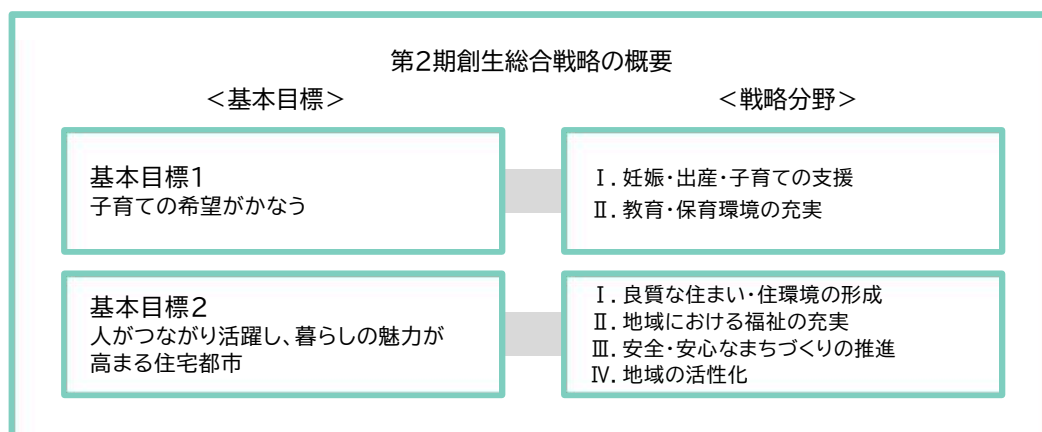 第2期創生総合戦略の概要
＜基本目標＞
＜戦略分野＞
基本目標1
子育ての希望がかなう
Ⅰ．妊娠・出産・子育ての支援
Ⅱ．教育・保育環境の充実
基本目標2
人がつながり活躍し、暮らしの魅力が
高まる住宅都市
Ⅰ．良質な住まい・住環境の形成
Ⅱ．地域における福祉の充実
Ⅲ．安全・安心なまちづくりの推進
Ⅳ．地域の活性化